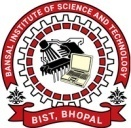 BANSAL INSTITUTE OF SCIENCE AND TECHNOLOGY
BIST, BHOPAL